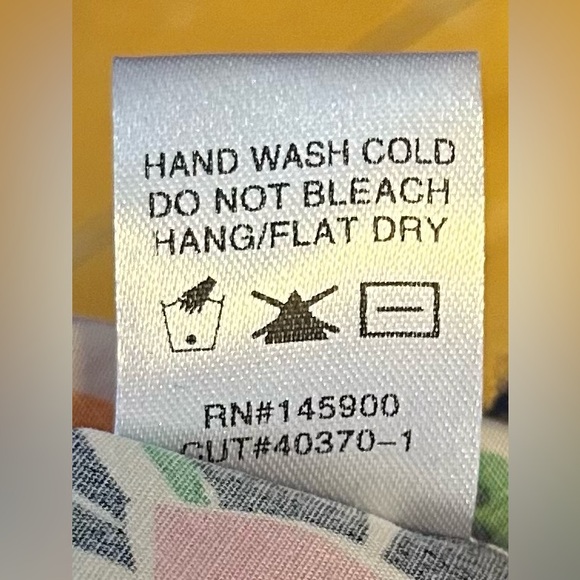 HAND WASH COLD
DO NOT BLEACH
HANG/FLAT DRY
RN#145900
CUT#40370-1